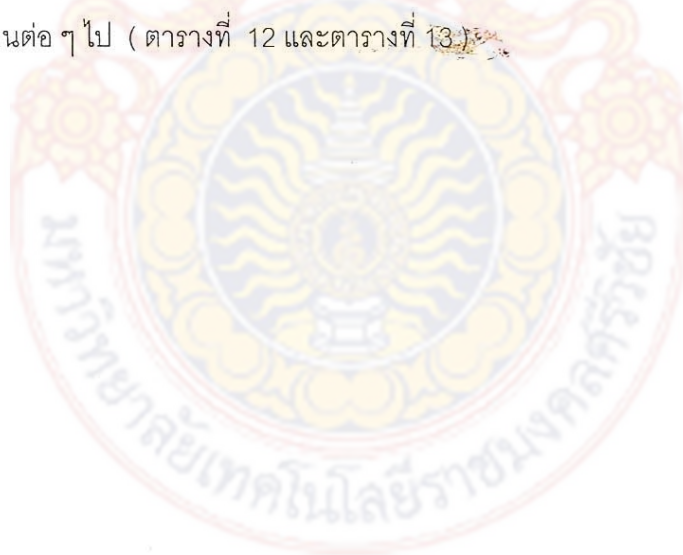 นต่อ ๆ ไป ( ตารางที่ 12 และตารางที่ 13 )
มหาวิทยาลัยเทคโนโลยีราชมงคลศรีวิชัย